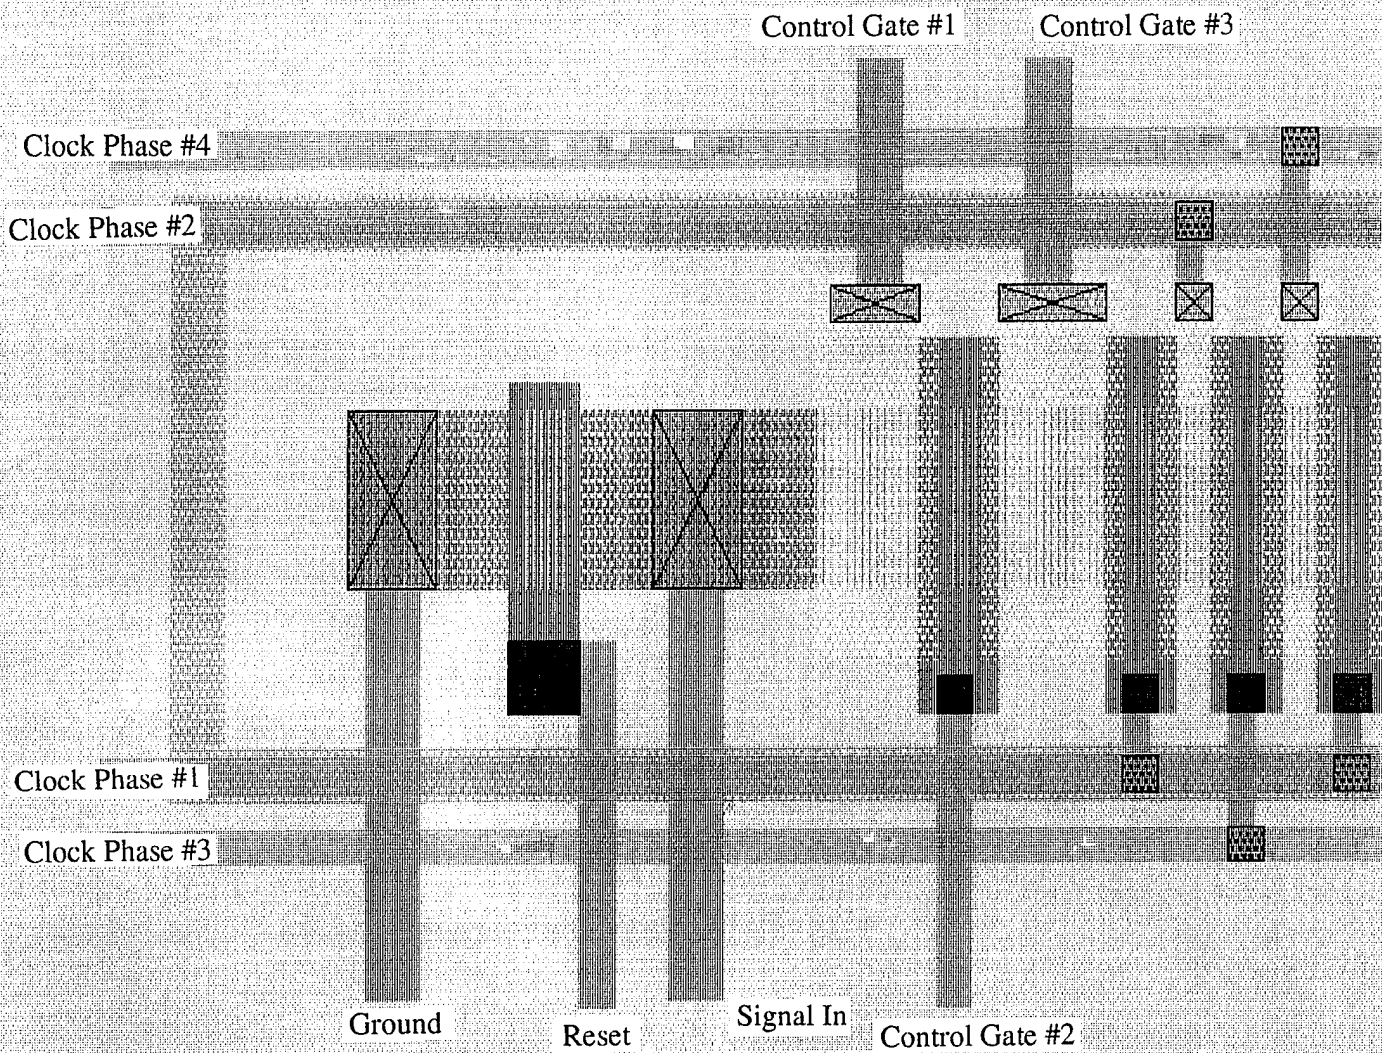 Control Gate #1
Control Gate #3
Clock Phase #4
Clock Phase #2
Clock Phase #1
Clock Phase #3
Ground
Reset
Signal In
Control Gate #2